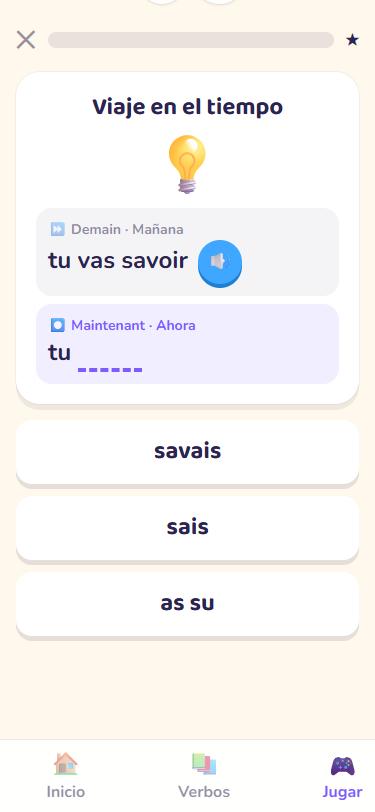 Viaje en el tiempo
Demain · Mañana
tu vas savoir
Maintenant · Ahora
tu ______
savais
sais
as su
Inicio
Verbos
Jugar